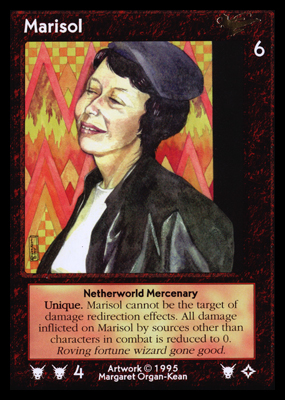 Marisol
6
Netherworld Mercenary
Unique. Marisol cannot be the target of
damage redirection effects. All damage
inflicted on Marisol by sources other than
characters in combat is reduced to 0.
Roving fortune wizard gone good.
4
Artwork © 1995
Margaret Organ-Kean